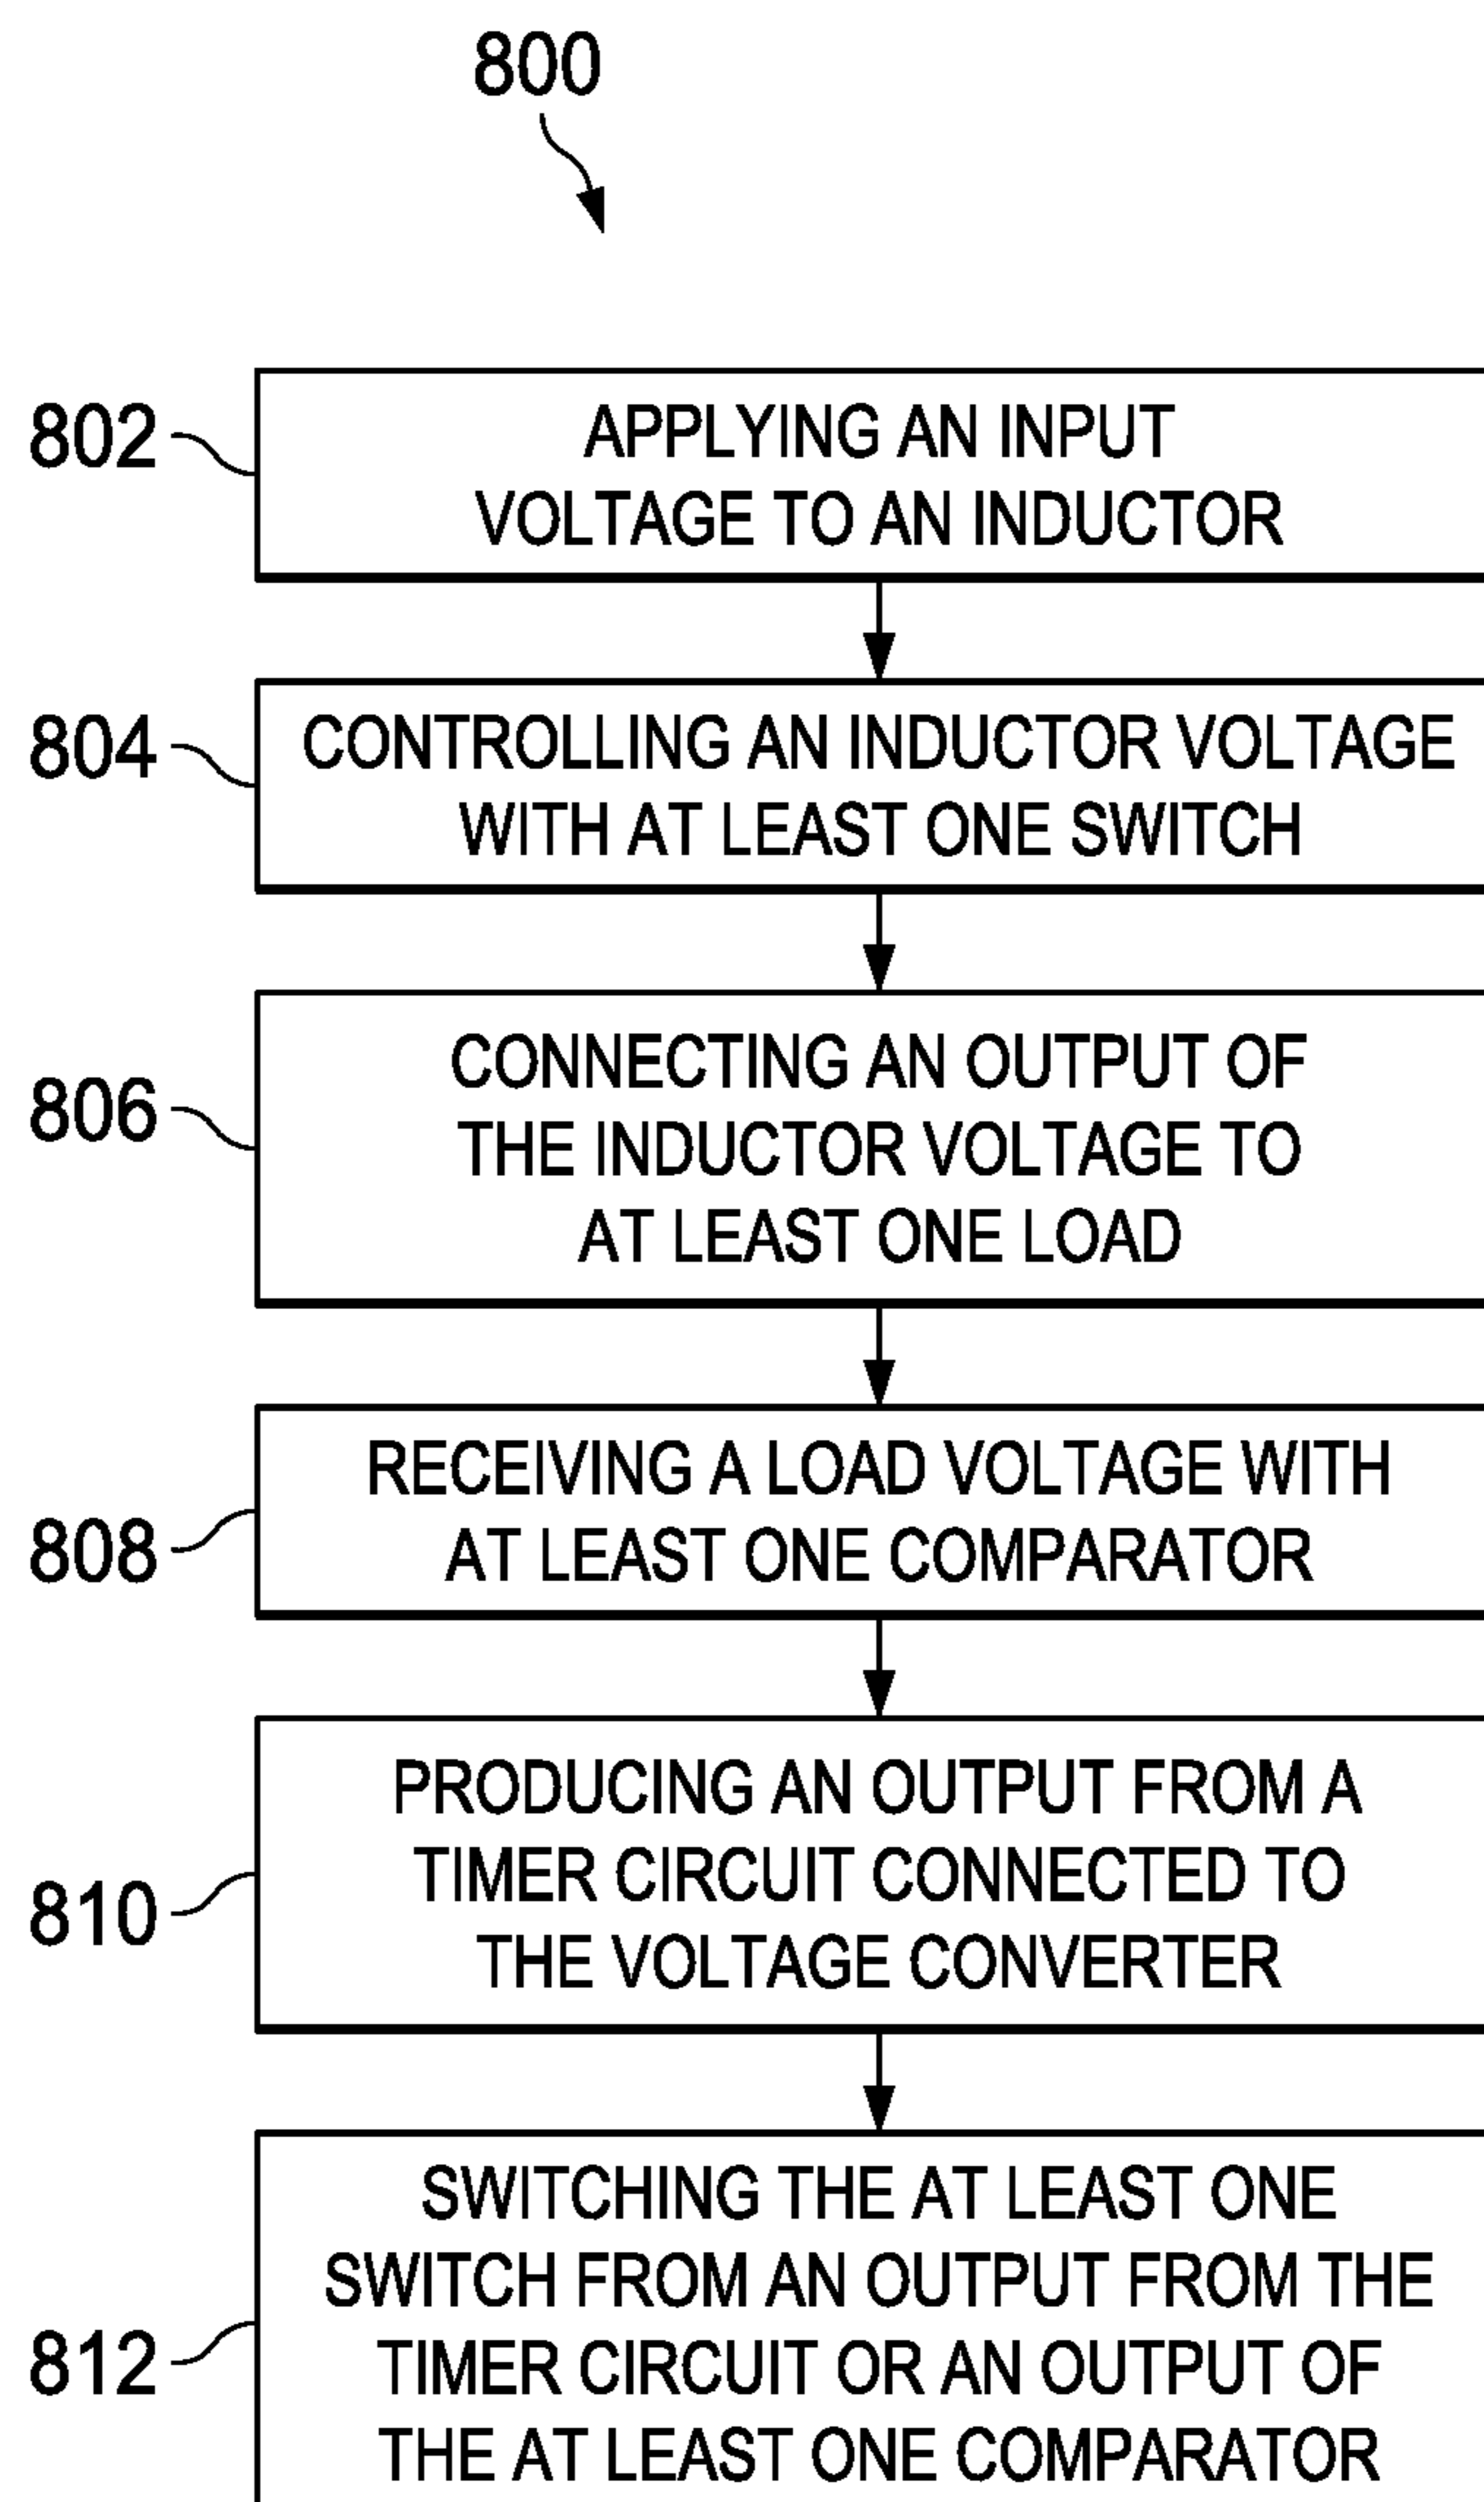 800
802
APPLYING AN INPUT
VOLTAGE TO AN INDUCTOR
804
CONTROLLING AN INDUCTOR VOLTAGE
WITH AT LEAST ONE SWITCH
806
CONNECTING AN OUTPUT OF
THE INDUCTOR VOLTAGE TO
AT LEAST ONE LOAD
808
RECEIVING A LOAD VOLTAGE WITH
AT LEAST ONE COMPARATOR
810
PRODUCING AN OUTPUT FROM A
TIMER CIRCUIT CONNECTED TO
THE VOLTAGE CONVERTER
812
SWITCHING THE AT LEAST ONE
SWITCH FROM AN OUTPUT FROM THE
TIMER CIRCUIT OR AN OUTPUT OF
THE AT LEAST ONE COMPARATOR